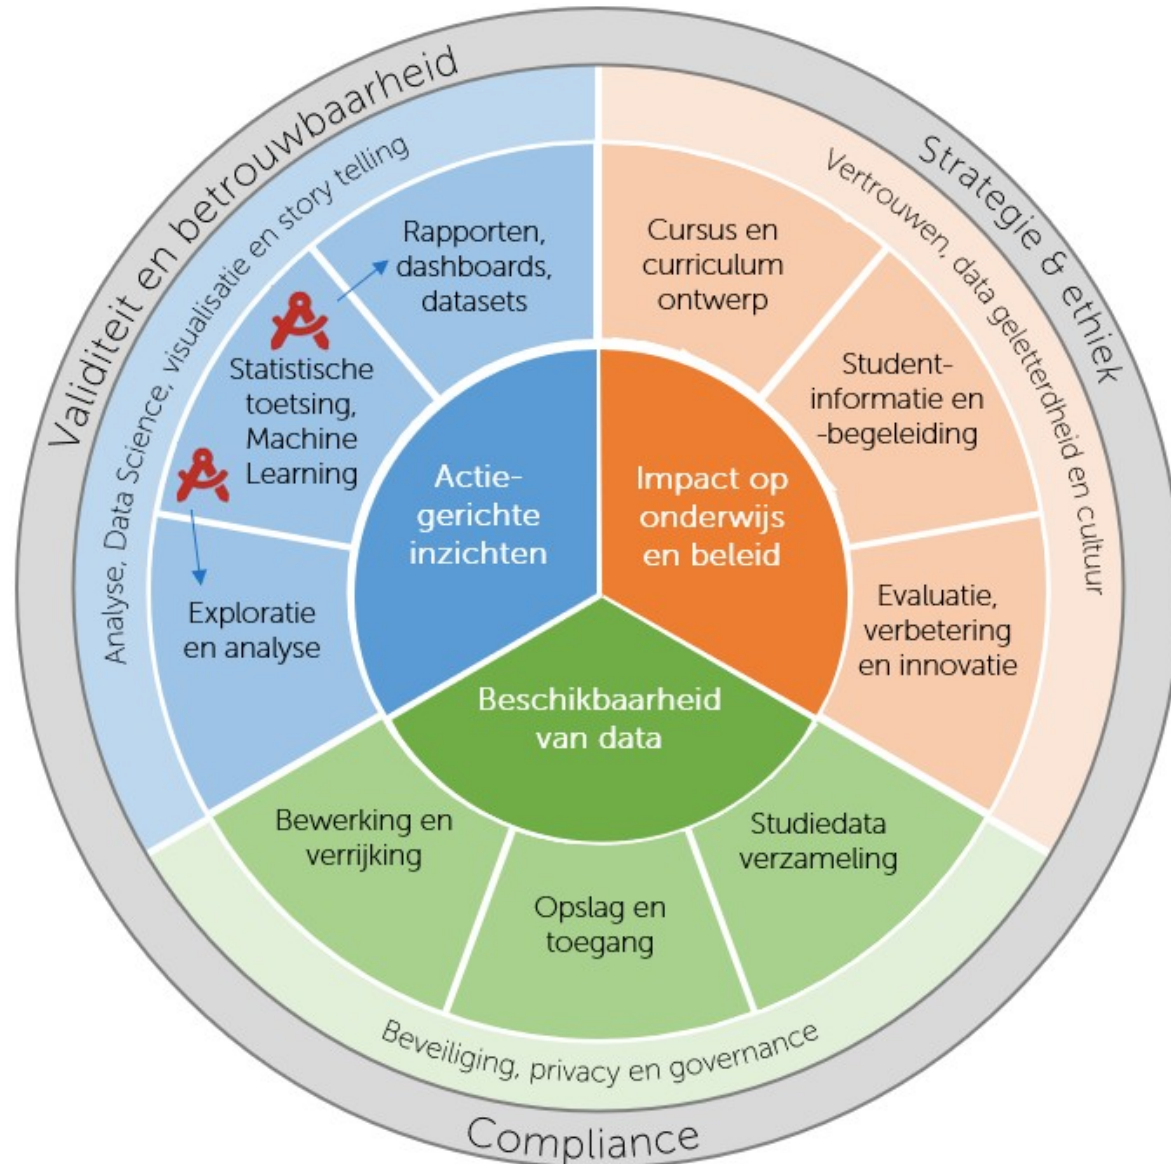 Validiteit en betrouwbaarheid
Strategie & ethiek
Compliance
Analyse, Data Science, visualisatie en story telling
Vertrouwen, data geletterdheid en cultuur
Beveiliging, privacy en governance
Rapporten,
dashboards,
datasets
Statistische
toetsing,
Machine
Learning
Exploratie
en analyse
Cursus en
curriculum
ontwerp
Student-
informatie en
-begeleiding
Evaluatie,
verbetering
en innovatie
Studiedata
verzameling
Opslag en
toegang
Bewerking en
verrijking
Actie-
gerichte
inzichten
Impact op
onderwijs
en beleid
Beschikbaarheid
van data